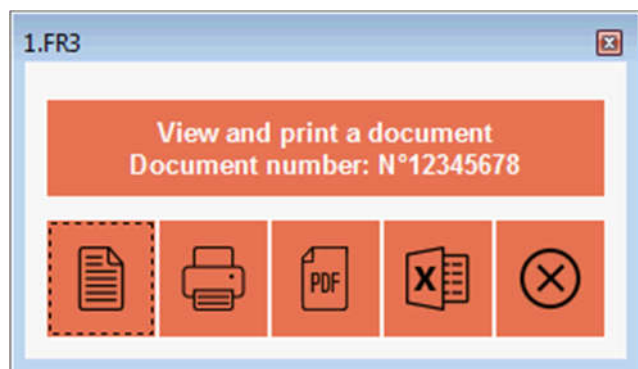 1.FR3
View and print a document
Document number: N°12345678
PDF
X